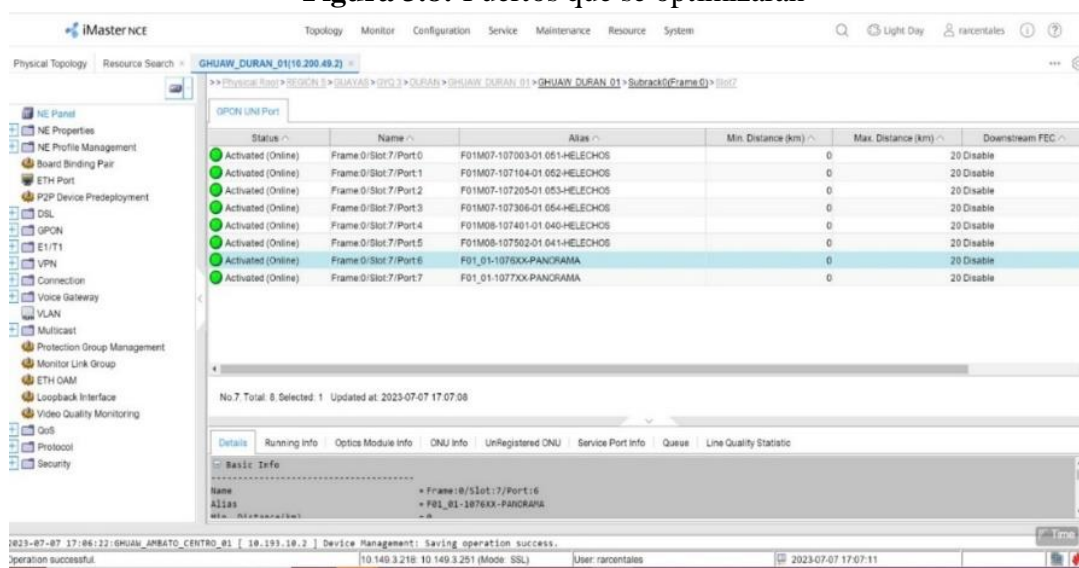 Figura 3.8. Puertos que se optimizarán
iMaster NCE
Topology Monitor Configuration Service Maintenance Resource System
Light Day rarcentales
Physical Topology Resource Search × GHUAW_DURAN_01(10.200.49.2) ×
>>Physical Root>REGION 5>GUAYAS>GYQ 3>DURAN>GHUAW_DURAN_01>GHUAW_DURAN_01>Subrack0(Frame:0)>Slot7
NE Panel
NE Properties
NE Profile Management
Board Binding Pair
ETH Port
P2P Device Predeployment
DSL
GPON
E1/T1
VPN
Connection
Voice Gateway
VLAN
Multicast
Protection Group Management
Monitor Link Group
ETH OAM
Loopback Interface
Video Quality Monitoring
QoS
Protocol
Security
GPON UNI Port
Status Name Alias Min. Distance (km) Max. Distance (km) Downstream FEC
Activated (Online) Frame:0/Slot:7/Port:0 F01M07-107003-01.051-HELECHOS 0 20 Disable
Activated (Online) Frame:0/Slot:7/Port:1 F01M07-107104-01.052-HELECHOS 0 20 Disable
Activated (Online) Frame:0/Slot:7/Port:2 F01M07-107205-01.053-HELECHOS 0 20 Disable
Activated (Online) Frame:0/Slot:7/Port:3 F01M07-107306-01.054-HELECHOS 0 20 Disable
Activated (Online) Frame:0/Slot:7/Port:4 F01M08-107401-01.040-HELECHOS 0 20 Disable
Activated (Online) Frame:0/Slot:7/Port:5 F01M08-107502-01.041-HELECHOS 0 20 Disable
Activated (Online) Frame:0/Slot:7/Port:6 F01_01-1076XX-PANORAMA 0 20 Disable
Activated (Online) Frame:0/Slot:7/Port:7 F01_01-1077XX-PANORAMA 0 20 Disable
No.7, Total: 8, Selected: 1 Updated at: 2023-07-07 17:07:08
Details Running Info Optics Module Info ONU Info UnRegistered ONU Service Port Info Queue Line Quality Statistic
Basic Info
Name = Frame:0/Slot:7/Port:6
Alias = F01_01-1076XX-PANORAMA
Min. Distance(km) = 0
Time
2023-07-07 17:06:22:GHUAW_AMBATO_CENTRO_01 [ 10.193.10.2 ] Device Management: Saving operation success.
Operation successful. 10.149.3.218: 10.149.3.251 (Mode: SSL) User: rarcentales 2023-07-07 17:07:11